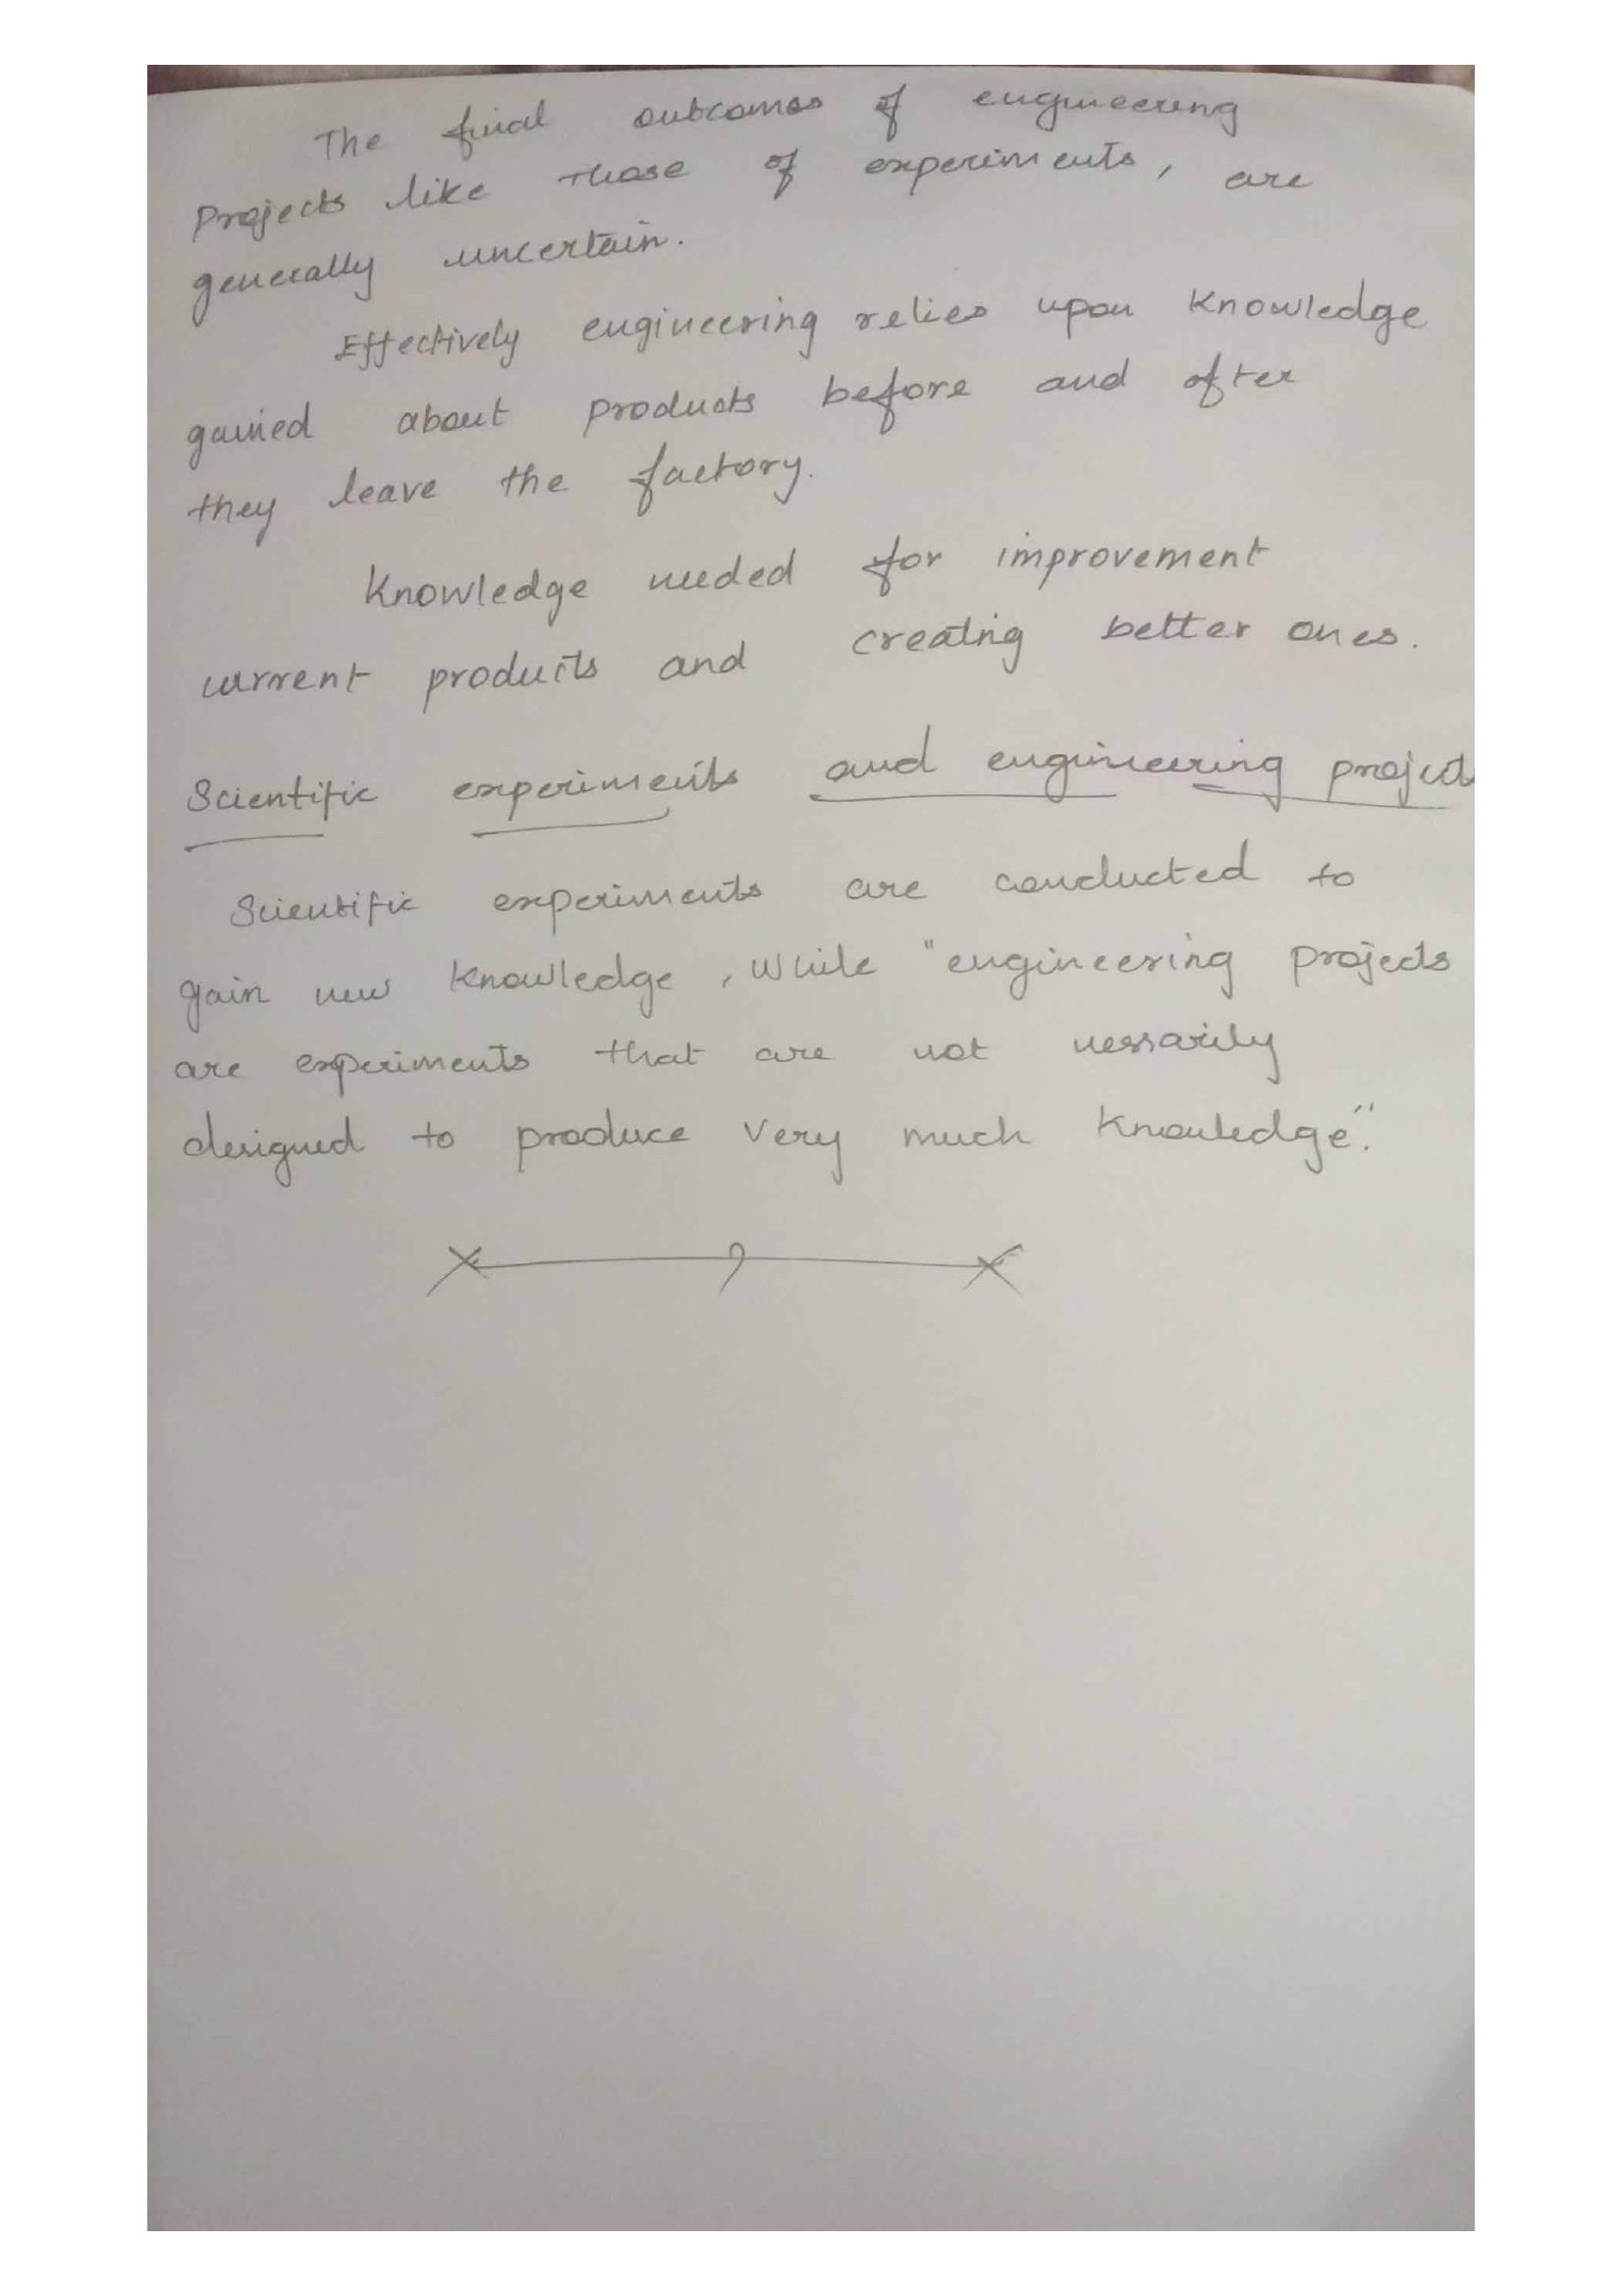 The final outcomes of engineering
Projects like those of experiments, are
generally uncertain.
Effectively engineering relies upon Knowledge
gained about products before and after
they leave the factory.
Knowledge needed for improvement
current products and creating better ones.
Scientific experiments and engineering projects
Scientific experiments are conducted to
gain new Knowledge, While "engineering projects
are experiments that are not nessarily
designed to produce very much Knowledge".